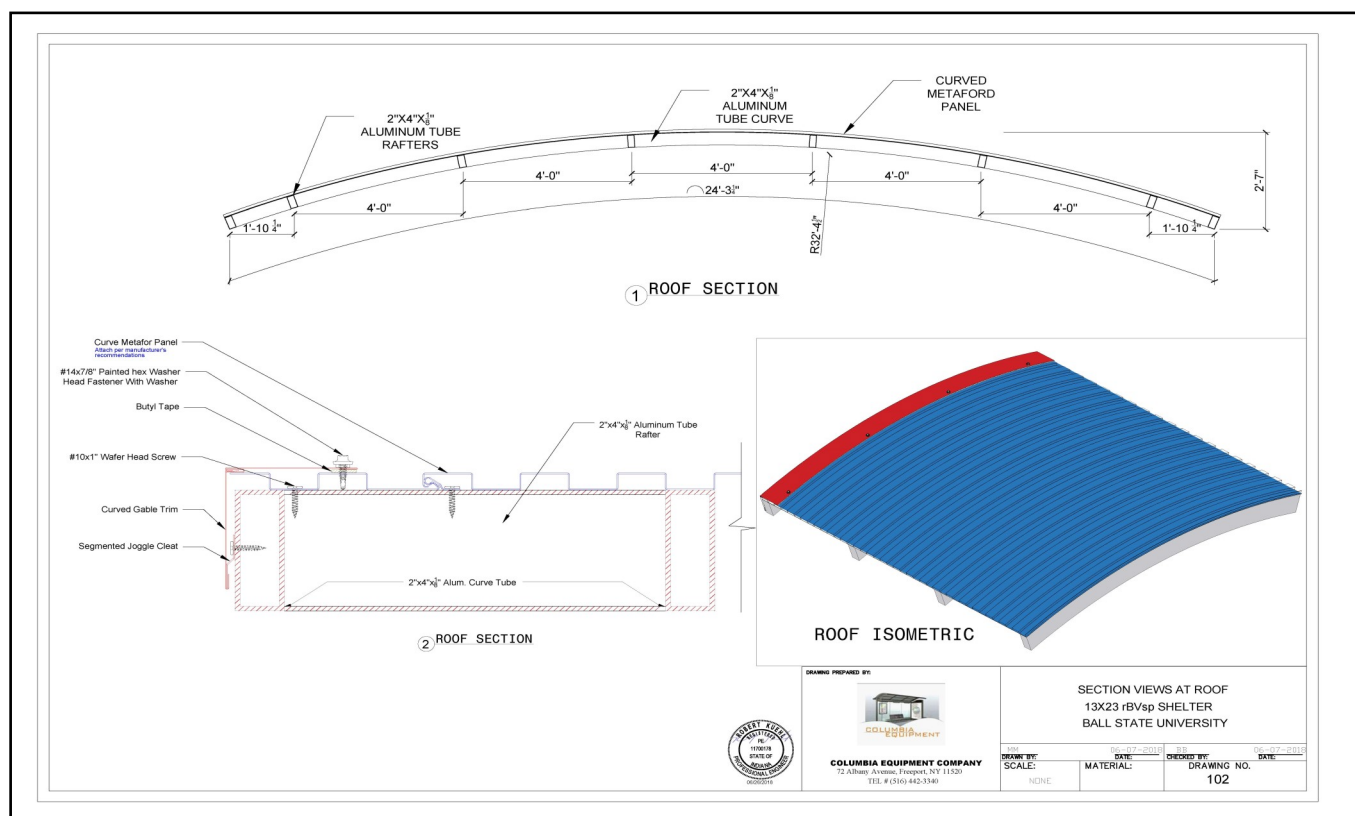 2"X4"X1/8"
ALUMINUM TUBE
RAFTERS
2"X4"X1/8"
ALUMINUM
TUBE CURVE
CURVED
METAFORD
PANEL
1'-10 1/4"
4'-0"
4'-0"
4'-0"
4'-0"
4'-0"
1'-10 1/4"
24'-3
R32'-4
2'-7"
1 ROOF SECTION
Curve Metafor Panel
Attach per manufacturer's
recommendations
#14x7/8" Painted hex Washer
Head Fastener With Washer
Butyl Tape
#10x1" Wafer Head Screw
Curved Gable Trim
Segmented Joggle Cleat
2"x4"x1/8" Aluminum Tube
Rafter
2"x4"x1/8" Alum. Curve Tube
2 ROOF SECTION
ROOF ISOMETRIC
ROBERT KUEHL
REGISTERED
PE
11700178
STATE OF
INDIANA
PROFESSIONAL ENGINEER
DRAWING PREPARED BY:
COLUMBIA
EQUIPMENT
COLUMBIA EQUIPMENT COMPANY
72 Albany Avenue, Freeport, NY 11520
TEL # (516) 442-3340
SECTION VIEWS AT ROOF
13X23 rBVsp SHELTER
BALL STATE UNIVERSITY
MM 06-07-2018 BB 06-07-2018
DRAWN BY: DATE: CHECKED BY: DATE:
SCALE: MATERIAL: DRAWING NO.
NONE 102